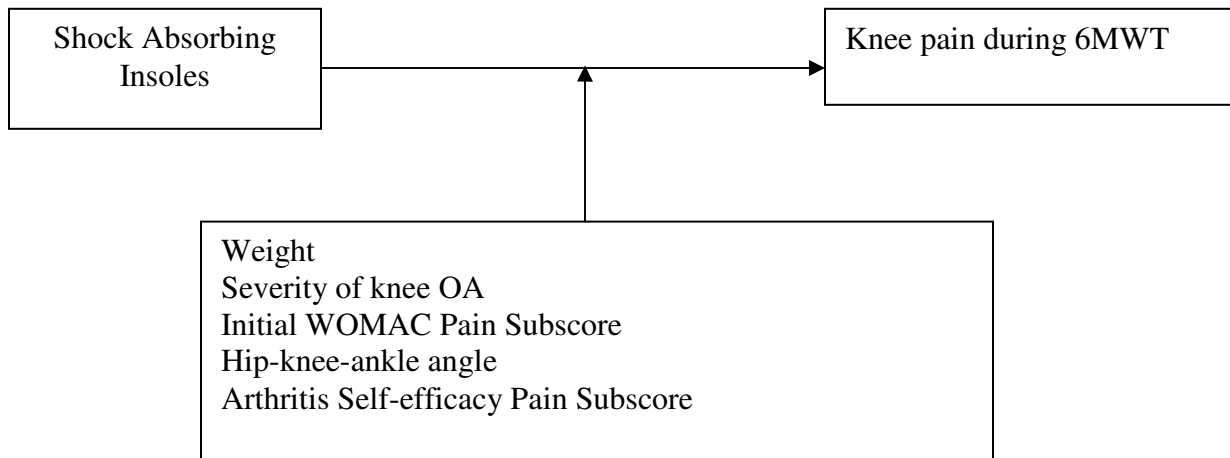 Shock Absorbing
Insoles
Knee pain during 6MWT
Weight
Severity of knee OA
Initial WOMAC Pain Subscore
Hip-knee-ankle angle
Arthritis Self-efficacy Pain Subscore